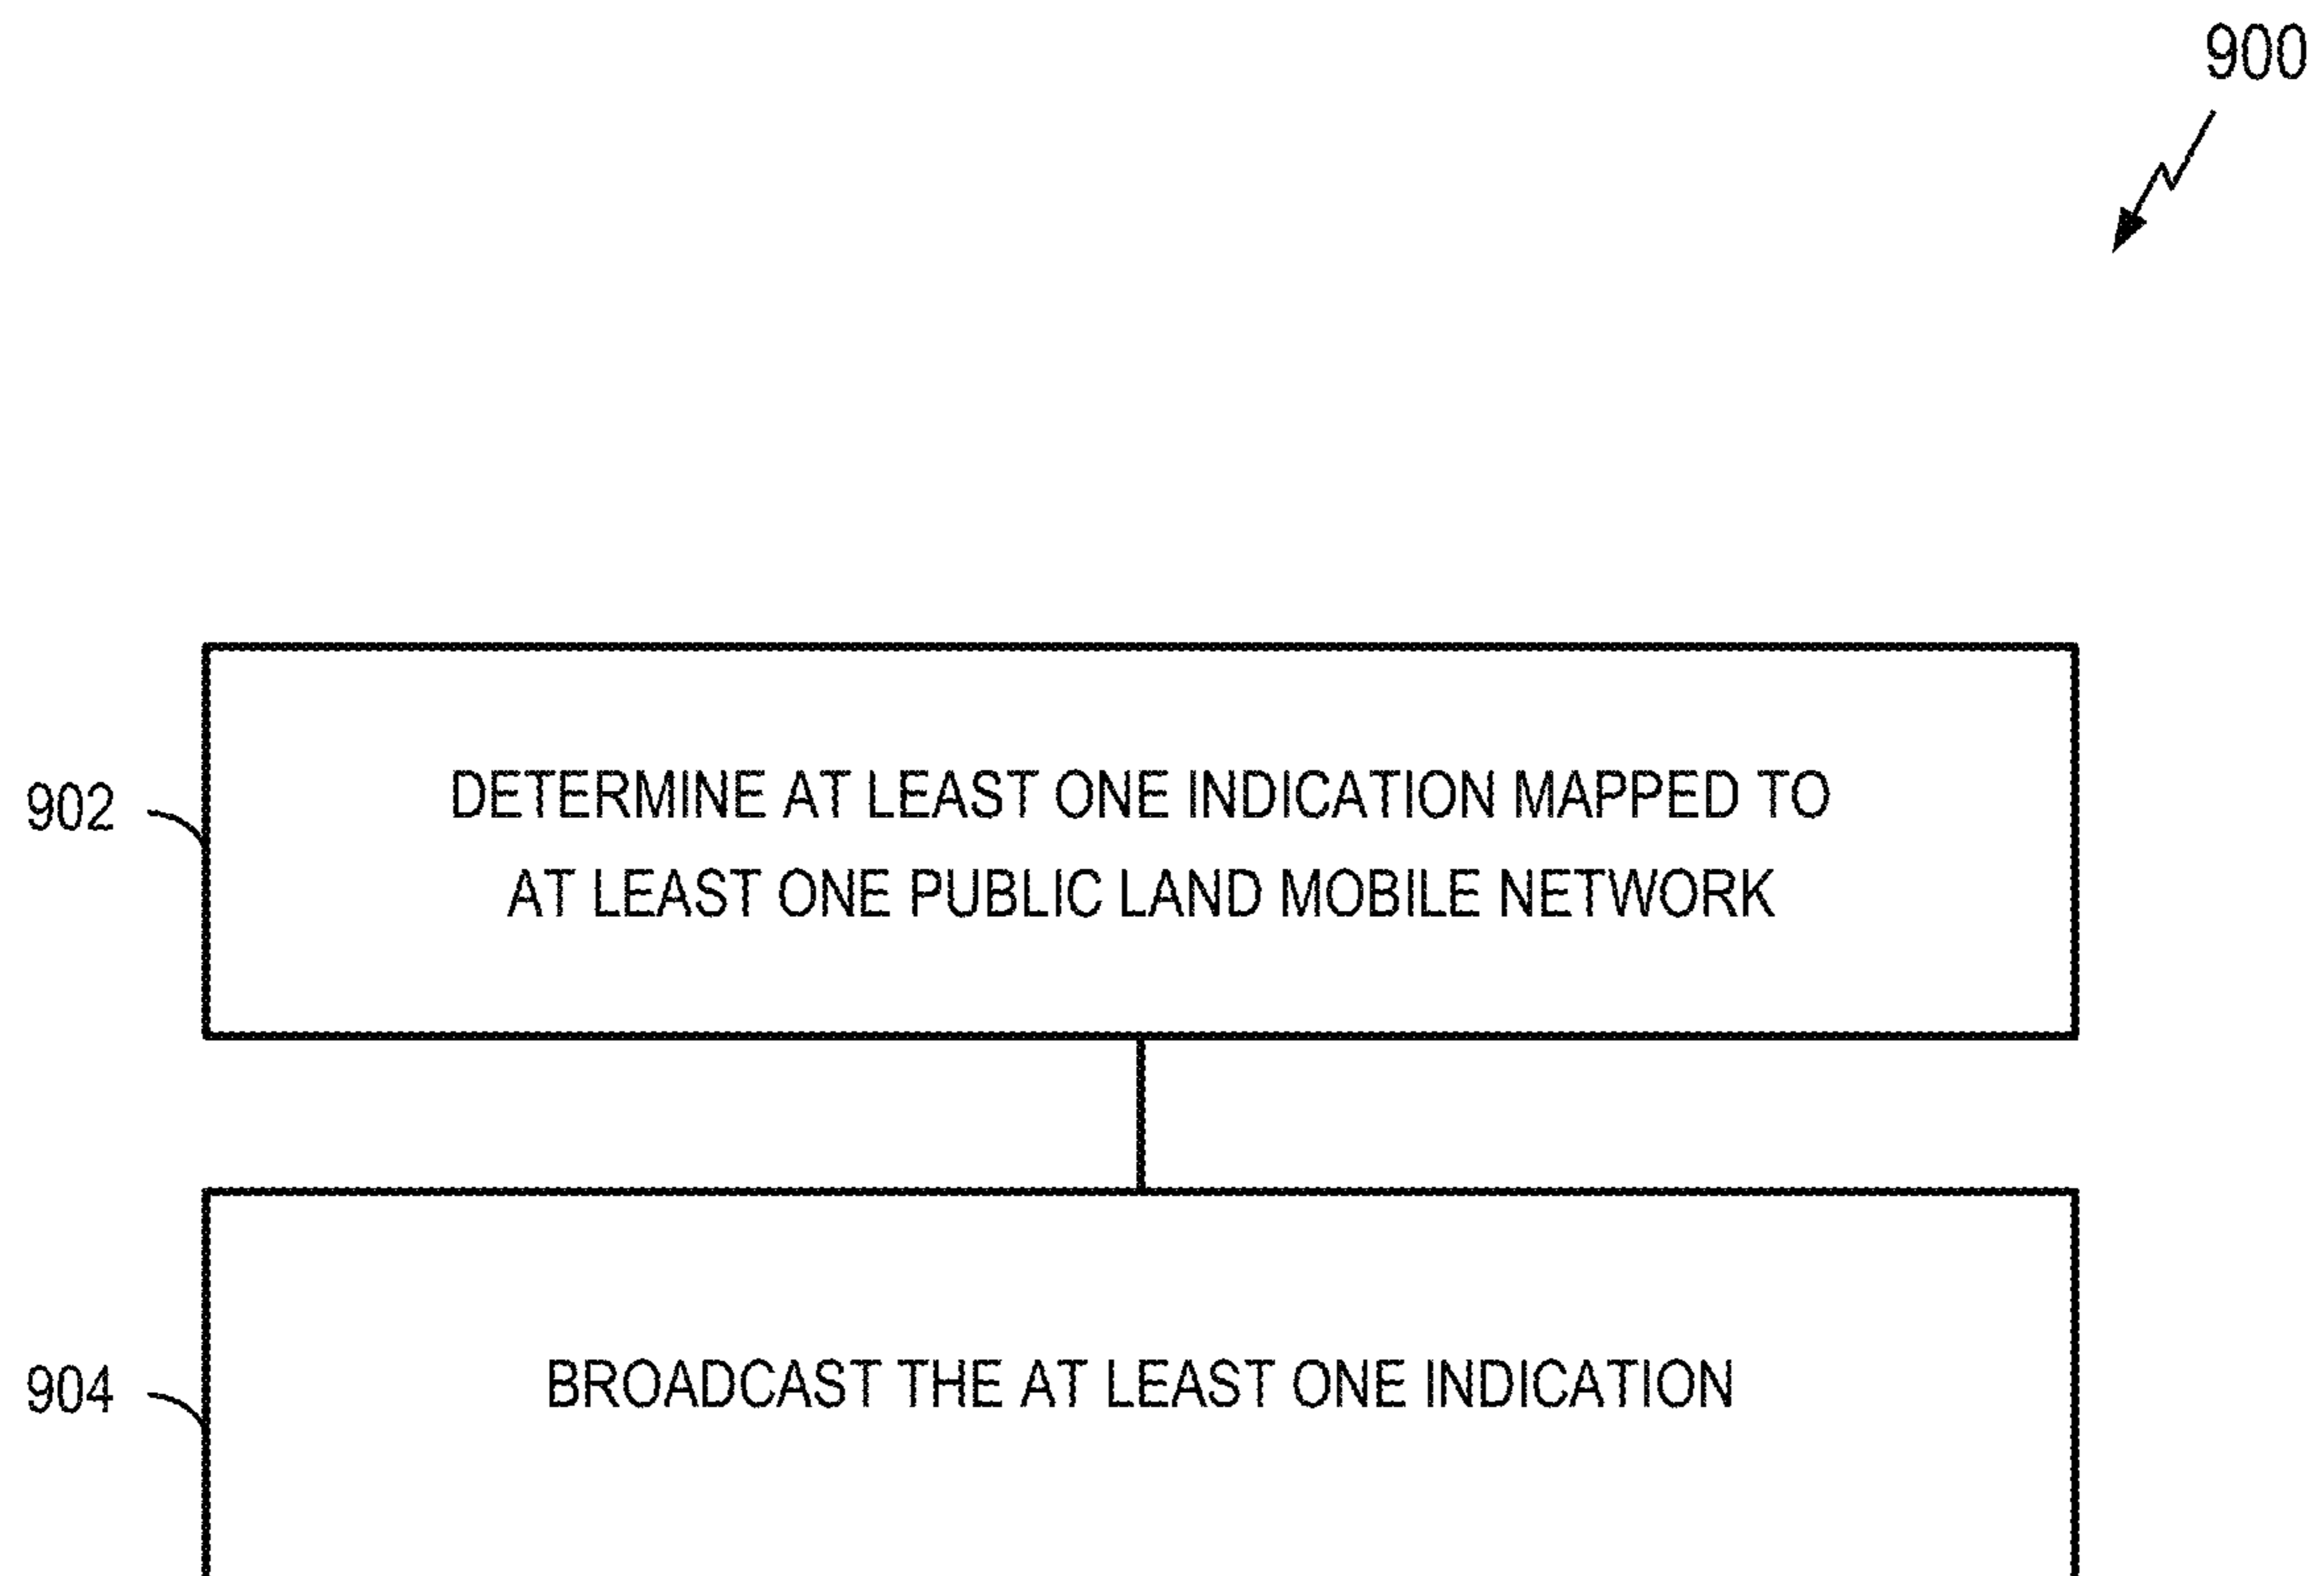 900
902
DETERMINE AT LEAST ONE INDICATION MAPPED TO
AT LEAST ONE PUBLIC LAND MOBILE NETWORK
904
BROADCAST THE AT LEAST ONE INDICATION